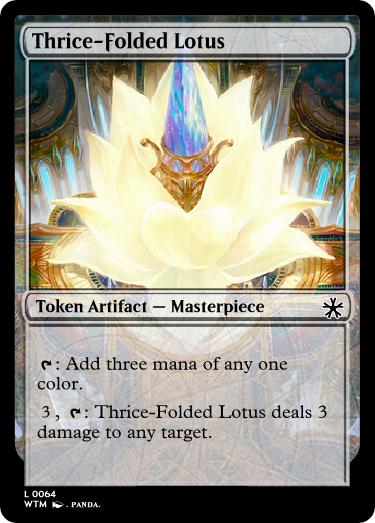 Thrice-Folded Lotus
Token Artifact — Masterpiece
: Add three mana of any one
color.
3, : Thrice-Folded Lotus deals 3
damage to any target.
L 0064
WTM . PANDA.